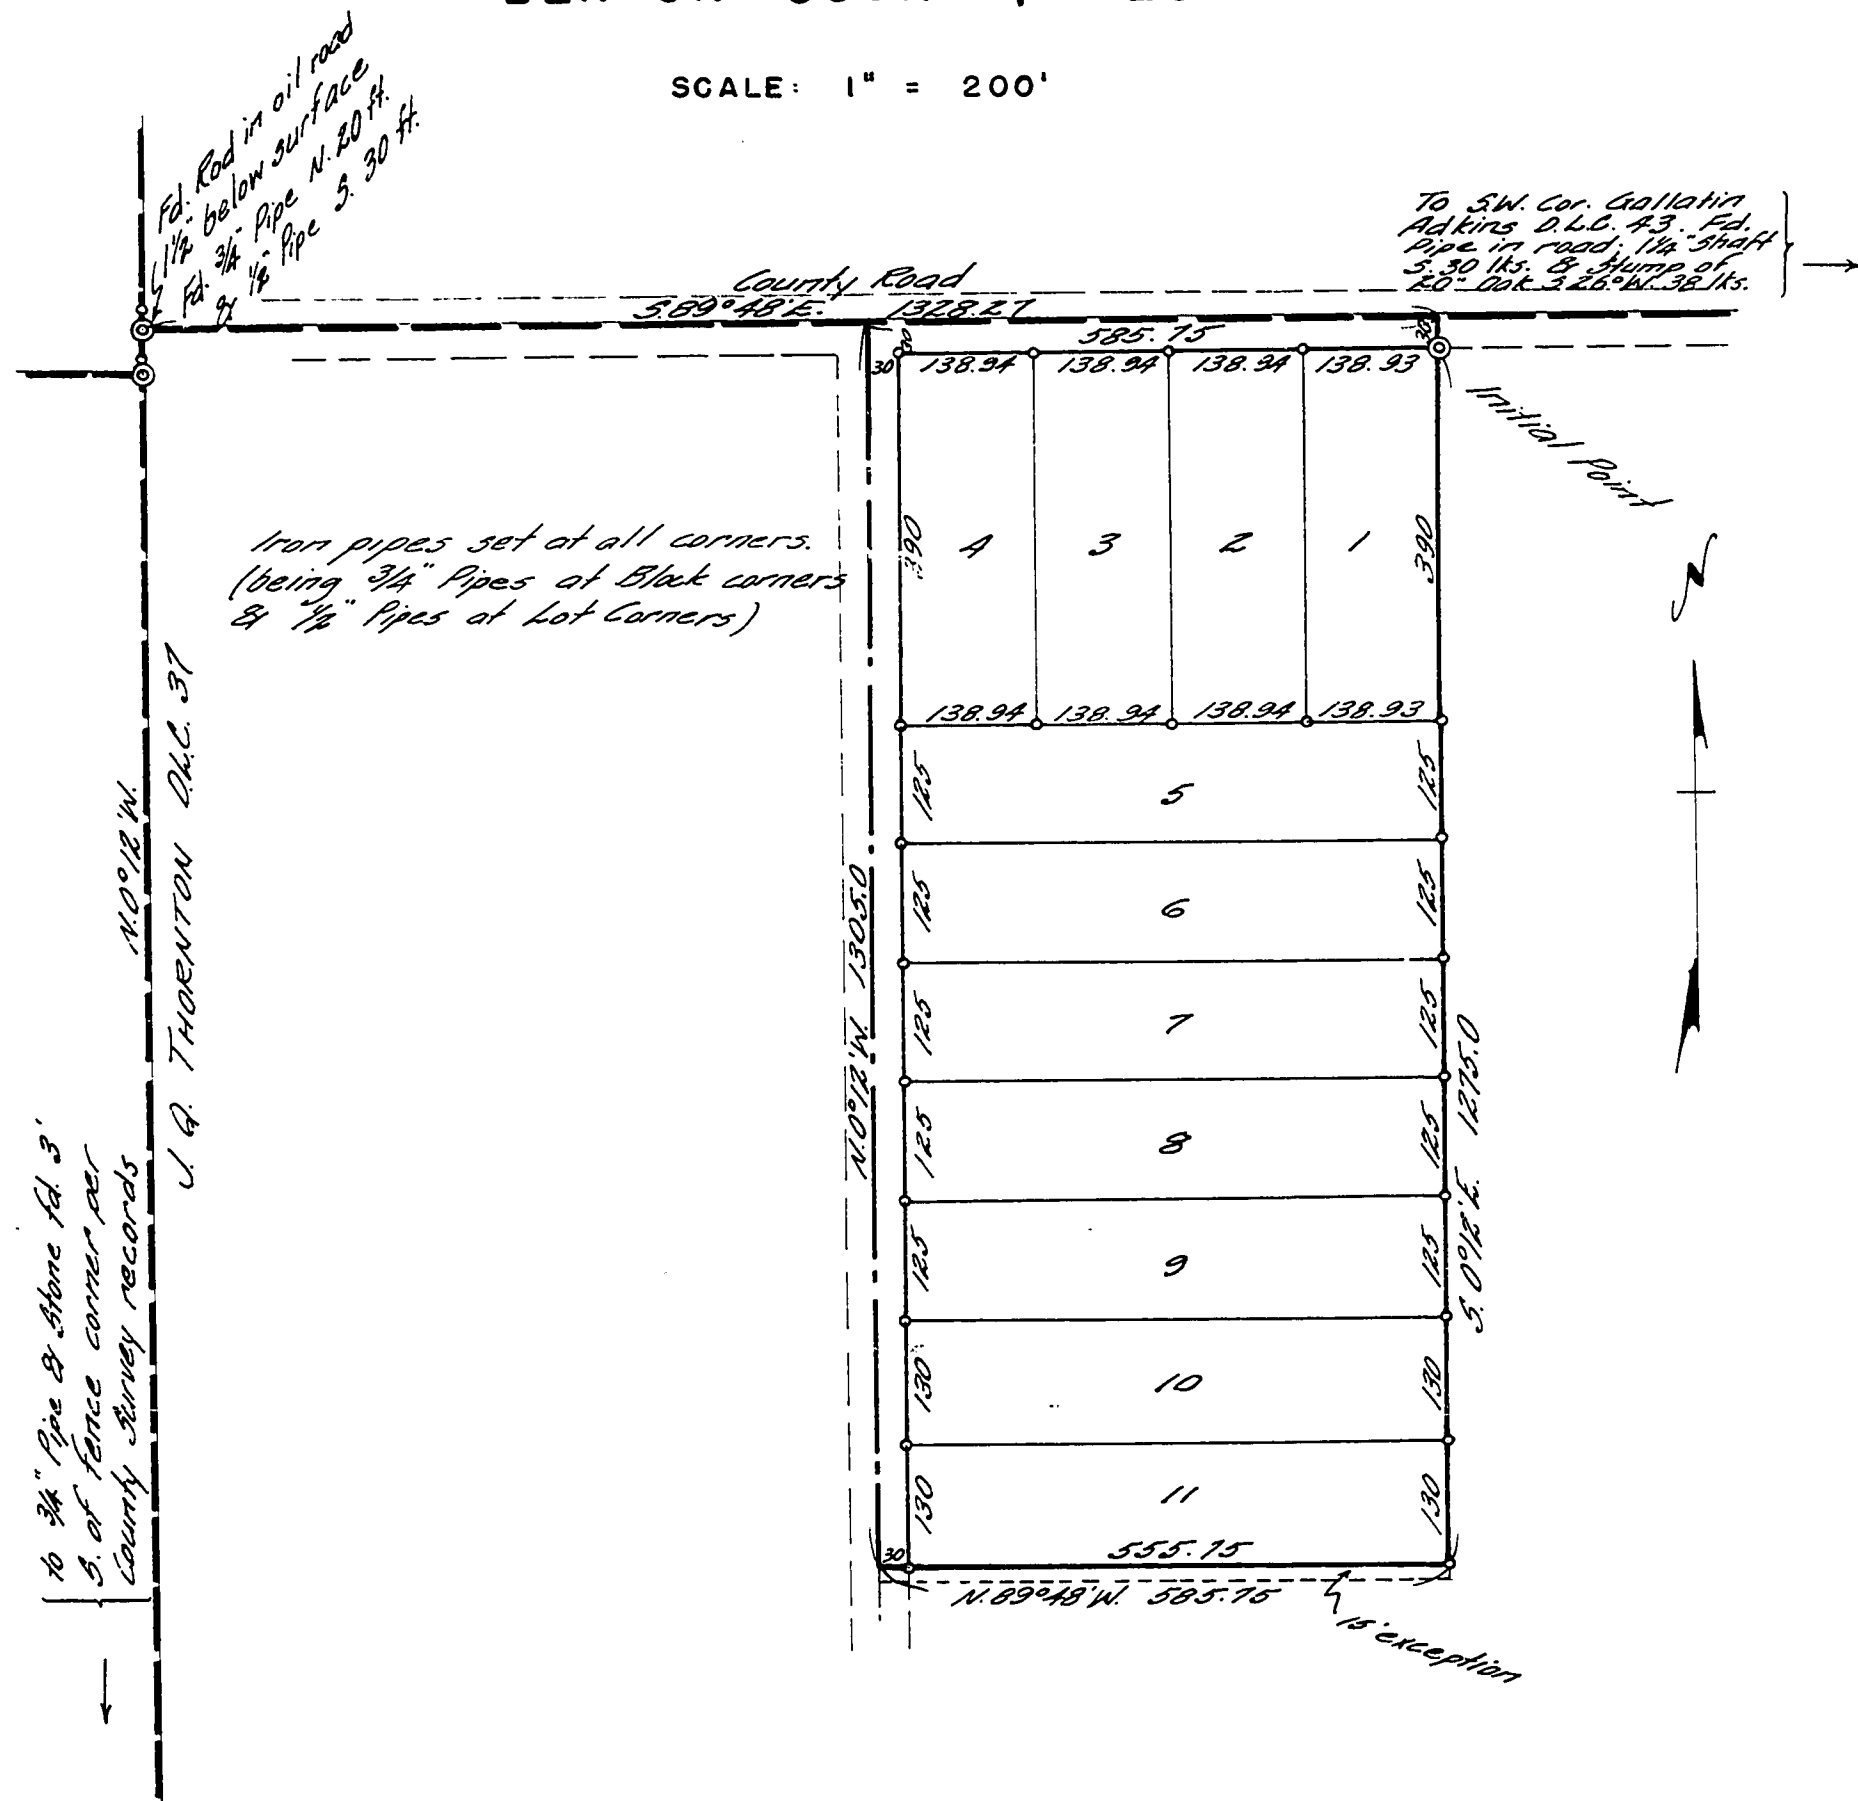 SCALE: 1" = 200'
Fd. Rod in oil road
1½" below surface
Fd. 3/4" Pipe N. 20 ft.
& ½" Pipe S. 30 ft.
To S.W. Cor. Gallatin
Adkins D.L.C. 43. Fd.
Pipe in road; 1¼" Shaft
S. 30 lks. & Stump of
20" Oak S26°W. 38 lks.
County Road
S.89°48'E. 1328.27
585.75
30
30
30
138.94 138.94 138.94 138.93
Initial Point
390 4 3 2 1 390
Iron pipes set at all corners.
(being 3/4" Pipes at Block corners
& ½" Pipes at Lot Corners)
N
138.94 138.94 138.94 138.93
125 5 125
125 6 125
125 7 125
125 8 125
125 9 125
130 10 130
130 11 130
N.0°12'W.
J. Q. THORNTON D.L.C. 37
N.0°12'W. 1305.0
S. 0°12'E. 1275.0
To 3/4" Pipe & Stone fd. 3'
S. of fence corner per
County Survey records
30
555.75
N.89°48'W. 585.75
15' exception